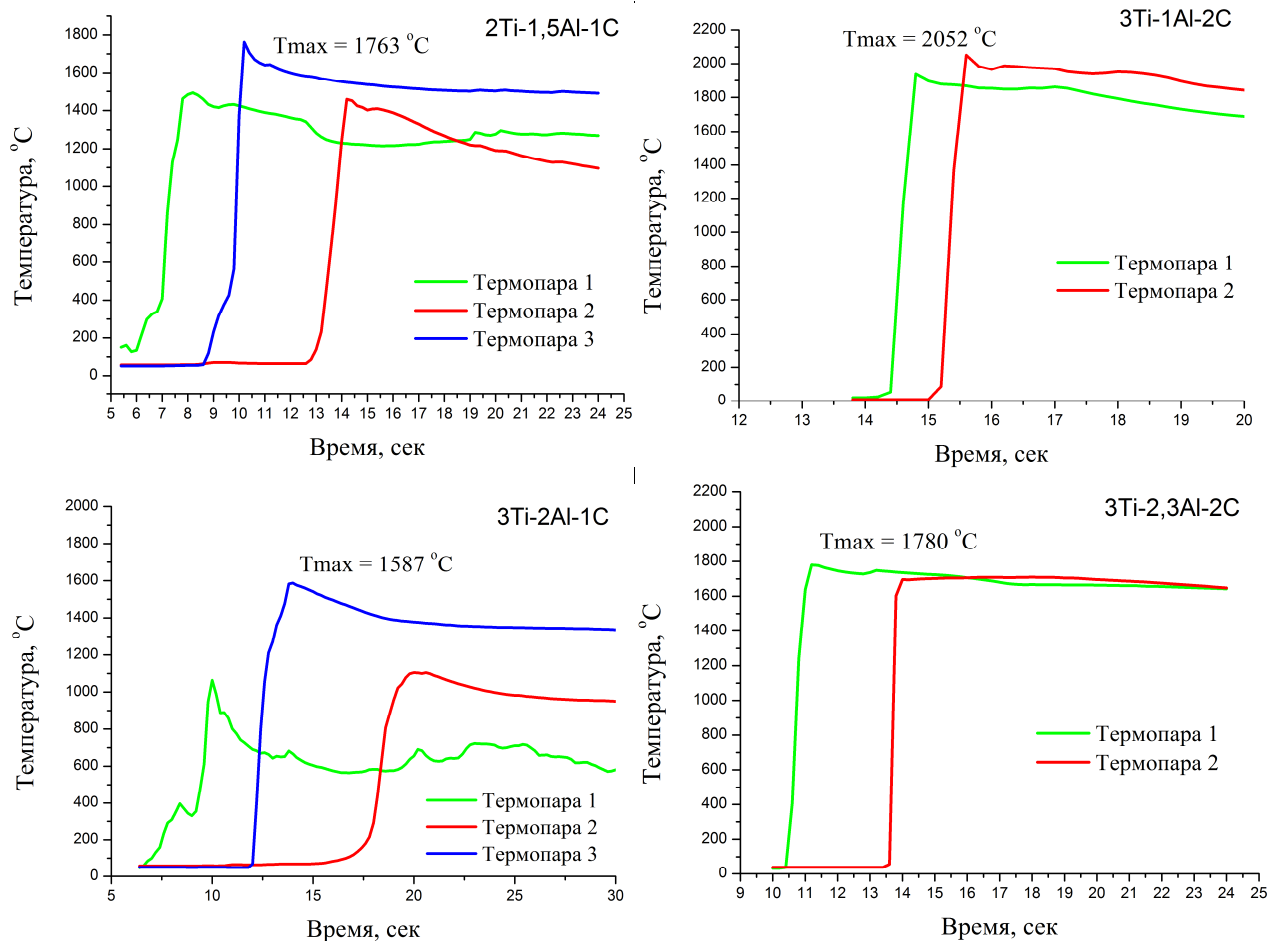 2Ti-1,5Al-1C
Tmax = 1763 °C
Температура, °C
1800
1600
1400
1200
1000
800
600
400
200
0
Термопара 1
Термопара 2
Термопара 3
5 6 7 8 9 10 11 12 13 14 15 16 17 18 19 20 21 22 23 24 25
Время, сек
3Ti-1Al-2C
Tmax = 2052 °C
Температура, °C
2200
2000
1800
1600
1400
1200
1000
800
600
400
200
0
Термопара 1
Термопара 2
12 13 14 15 16 17 18 19 20
Время, сек
3Ti-2Al-1C
Tmax = 1587 °C
Температура, °C
2000
1800
1600
1400
1200
1000
800
600
400
200
0
Термопара 1
Термопара 2
Термопара 3
5 10 15 20 25 30
Время, сек
3Ti-2,3Al-2C
Tmax = 1780 °C
Температура, °C
2200
2000
1800
1600
1400
1200
1000
800
600
400
200
0
Термопара 1
Термопара 2
9 10 11 12 13 14 15 16 17 18 19 20 21 22 23 24 25
Время, сек